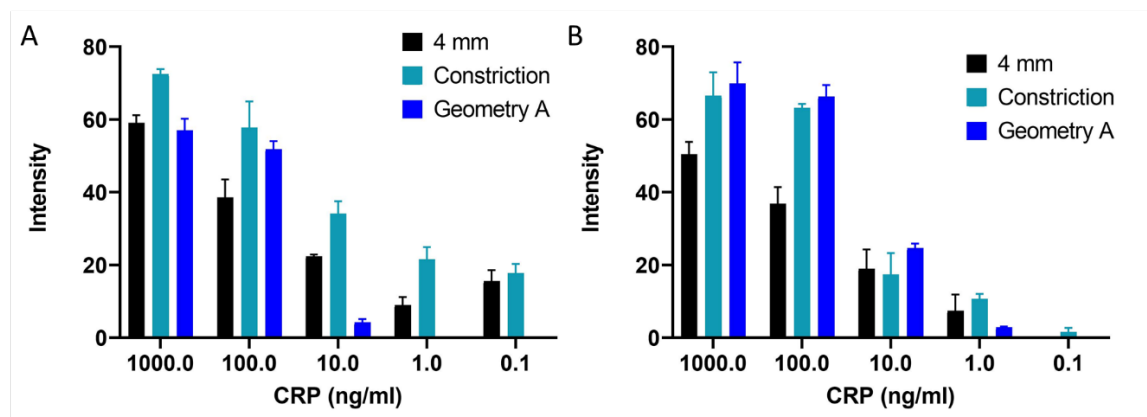 A
80
60
40
20
0
Intensity
4 mm
Constriction
Geometry A
1000.0 100.0 10.0 1.0 0.1
CRP (ng/ml)
B
80
60
40
20
0
Intensity
4 mm
Constriction
Geometry A
1000.0 100.0 10.0 1.0 0.1
CRP (ng/ml)